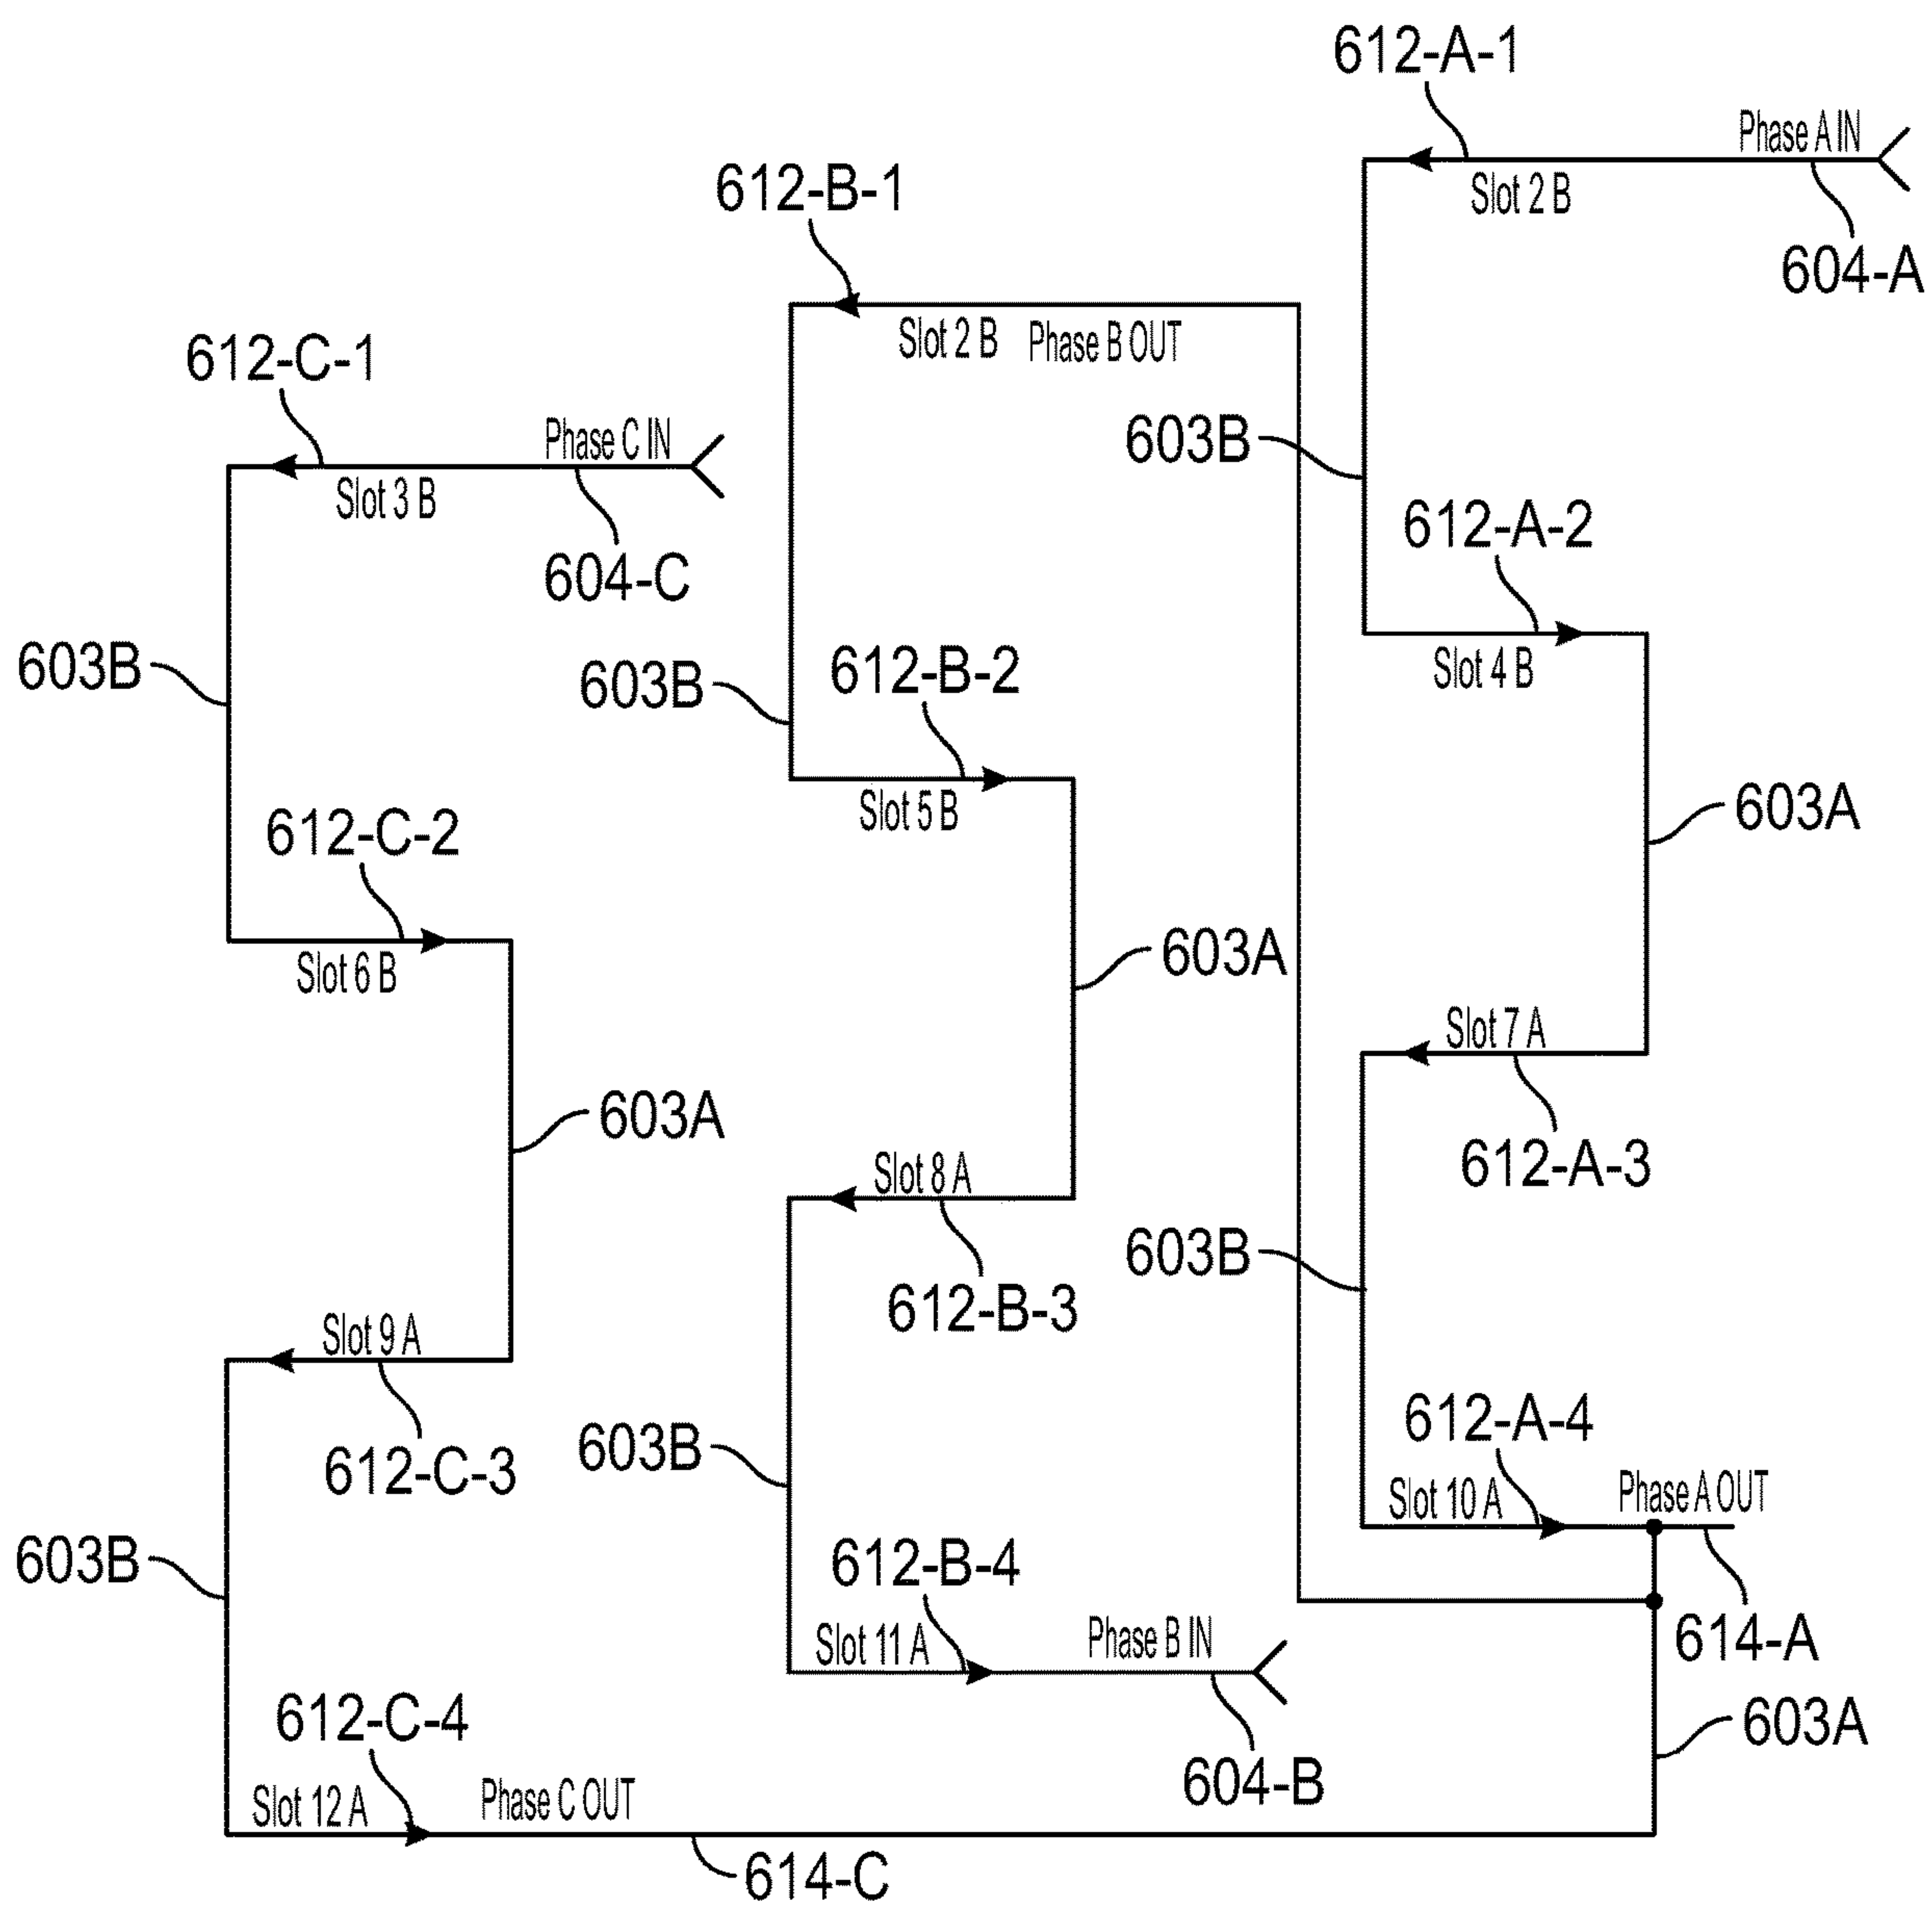 612-A-1
Phase A IN
Slot 2 B
604-A
612-B-1
Slot 2 B Phase B OUT
612-C-1
Phase C IN
Slot 3 B
604-C
603B
612-A-2
Slot 4 B
603B
603B
612-B-2
Slot 5 B
603A
612-C-2
Slot 6 B
603A
Slot 7 A
612-A-3
603A
Slot 8 A
612-B-3
603B
Slot 9 A
612-C-3
603B
612-A-4
Slot 10 A Phase A OUT
614-A
603B
612-B-4
Slot 11 A Phase B IN
604-B
603A
612-C-4
Slot 12 A Phase C OUT
614-C